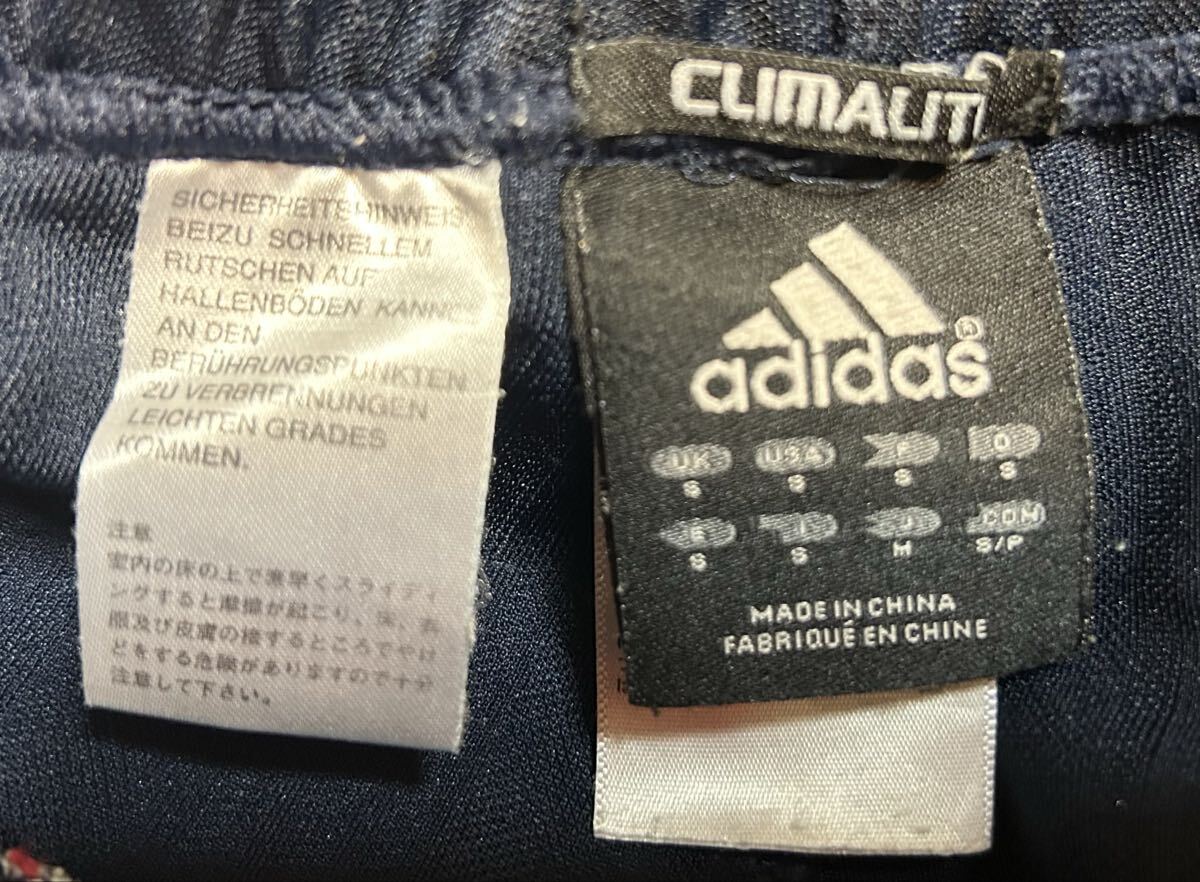 SICHERHEITSHINWEIS
BEIZU SCHNELLEM
RUTSCHEN AUF
HALLENBÖDEN KANN
AN DEN
BERÜHRUNGSPUNKTEN
ZU VERBRENNUNGEN
LEICHTEN GRADES
KOMMEN.
注意
室内の床の上で素早くスライディ
ングすると摩擦が起こり、床、衣
服及び皮膚の接するところでやけ
どをする危険がありますので十分
注意して下さい。
CLIMALIT
adidas®
UK USA F D
S S S S
E I J COM
S S M S/P
MADE IN CHINA
FABRIQUÉ EN CHINE